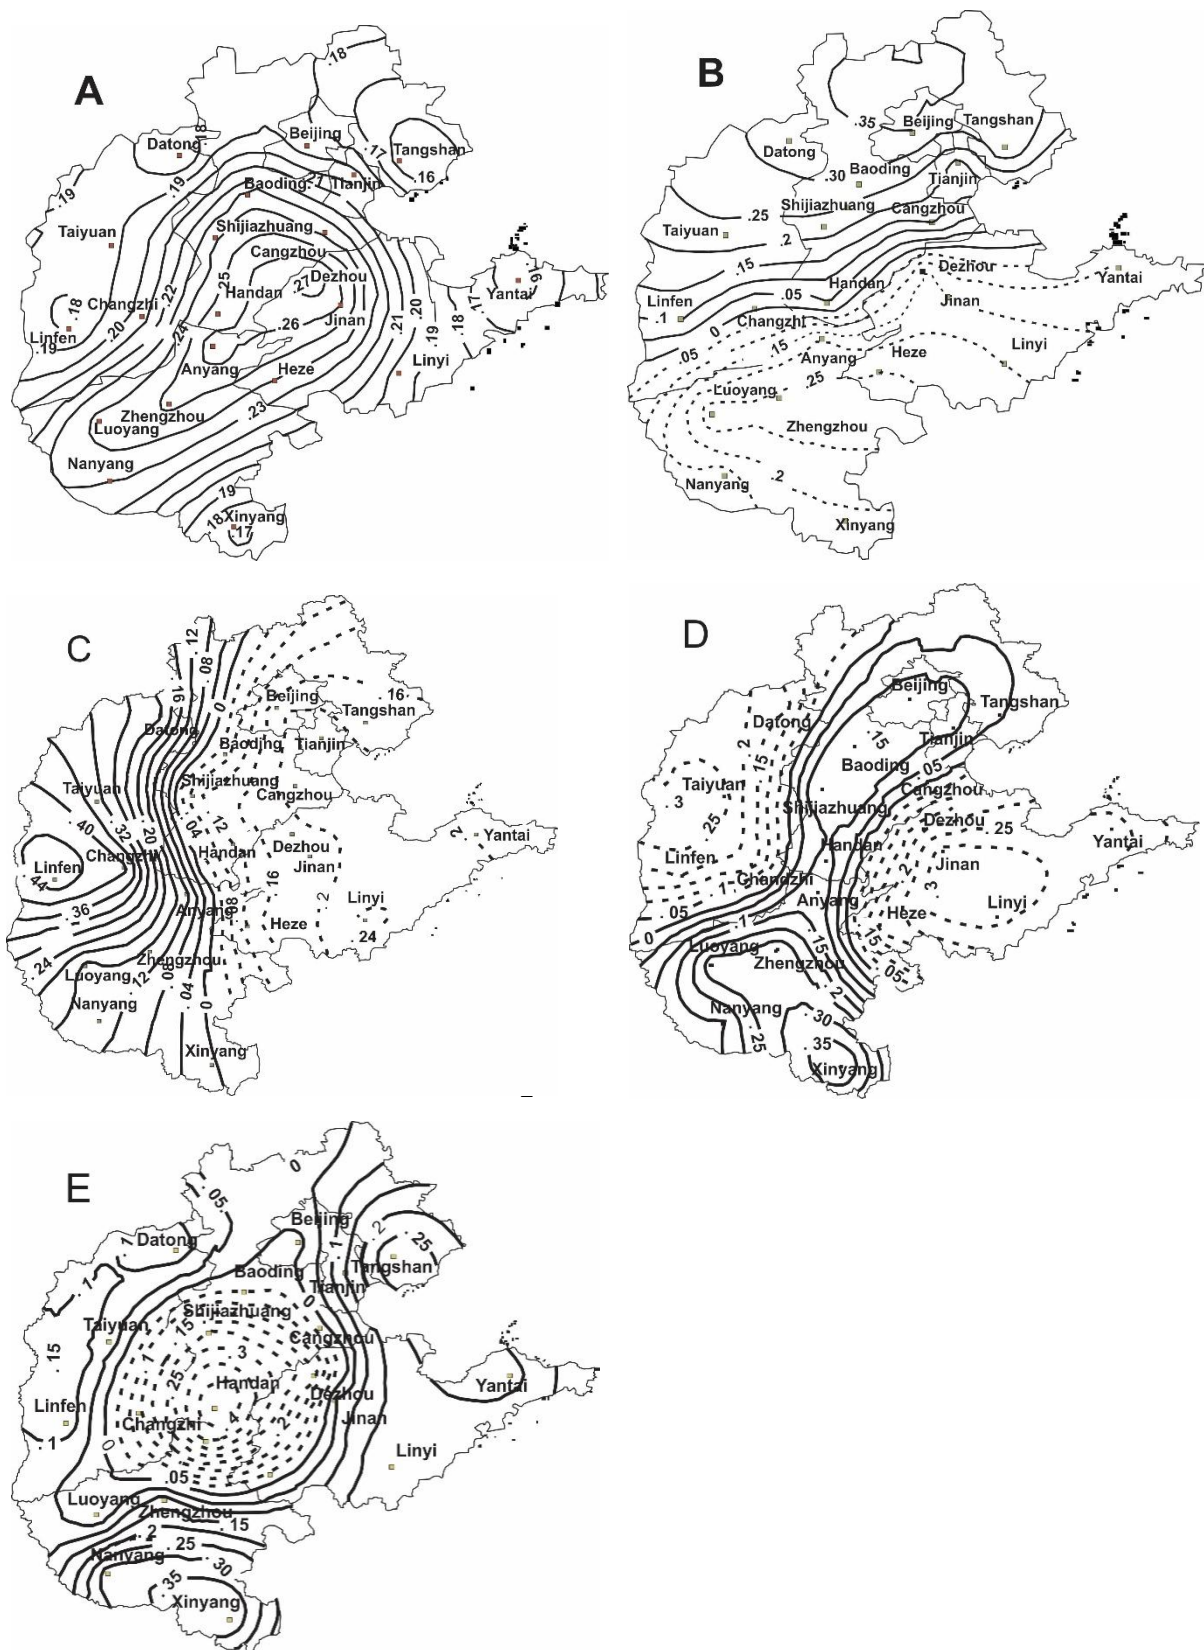 A
.18
.18
Datong
Beijing
.17
Tangshan
.16
.19
.19
Baoding
.27
Tianjin
Taiyuan
Shijiazhuang
Cangzhou
.25
.22
Dezhou
.27
Handan
.18
Changzhi
Linfen
.19
.20
.24
.26
Jinan
.20
.21
.19
.18
.17
Yantai
Anyang
Heze
Linyi
Zhengzhou
.23
Luoyang
Nanyang
.19
.18
Xinyang
.17
B
.35
Beijing
Tangshan
Datong
.30
Baoding
Tianjin
Shijiazhuang
Cangzhou
.25
Taiyuan
.2
.15
Dezhou
Yantai
Handan
Jinan
Linfen
.1
.05
Changzhi
0
.05
.15
Anyang
Heze
Linyi
.25
Luoyang
Zhengzhou
.2
Nanyang
Xinyang
C
.12
.08
.16
0
Beijing
.16
Tangshan
Datong
Baoding
Tianjin
Shijiazhuang
Cangzhou
Taiyuan
.40
.32
.20
.04
.12
Linfen
Changzhi
Handan
Dezhou
Jinan
.2
Yantai
.44
.16
.36
Anyang
.08
.2
Linyi
Heze
.24
.24
Zhengzhou
Luoyang
.12
.08
Nanyang
.04
0
Xinyang
D
Beijing
Tangshan
Datong
.2
.15
.15
Tianjin
Baoding
.05
Taiyuan
.3
.25
Shijiazhuang
Cangzhou
Dezhou
.25
Yantai
Handan
Linfen
Jinan
.2
.3
.1
Changzhi
Anyang
Heze
Linyi
.05
0
.1
Luoyang
.15
.15
Zhengzhou
.05
.2
Nanyang
.30
.25
.35
Xinyang
E
0
.05
Beijing
.1
Datong
.2
.25
.1
Tangshan
.1
Baoding
Tianjin
0
Shijiazhuang
.15
Taiyuan
Cangzhou
.15
.1
.3
.25
Handan
Dezhou
Yantai
Linfen
Changzhi
.4
.2
Jinan
.1
0
Linyi
.05
Luoyang
Zhengzhou
.15
.2
.25
Nanyang
.30
.35
Xinyang